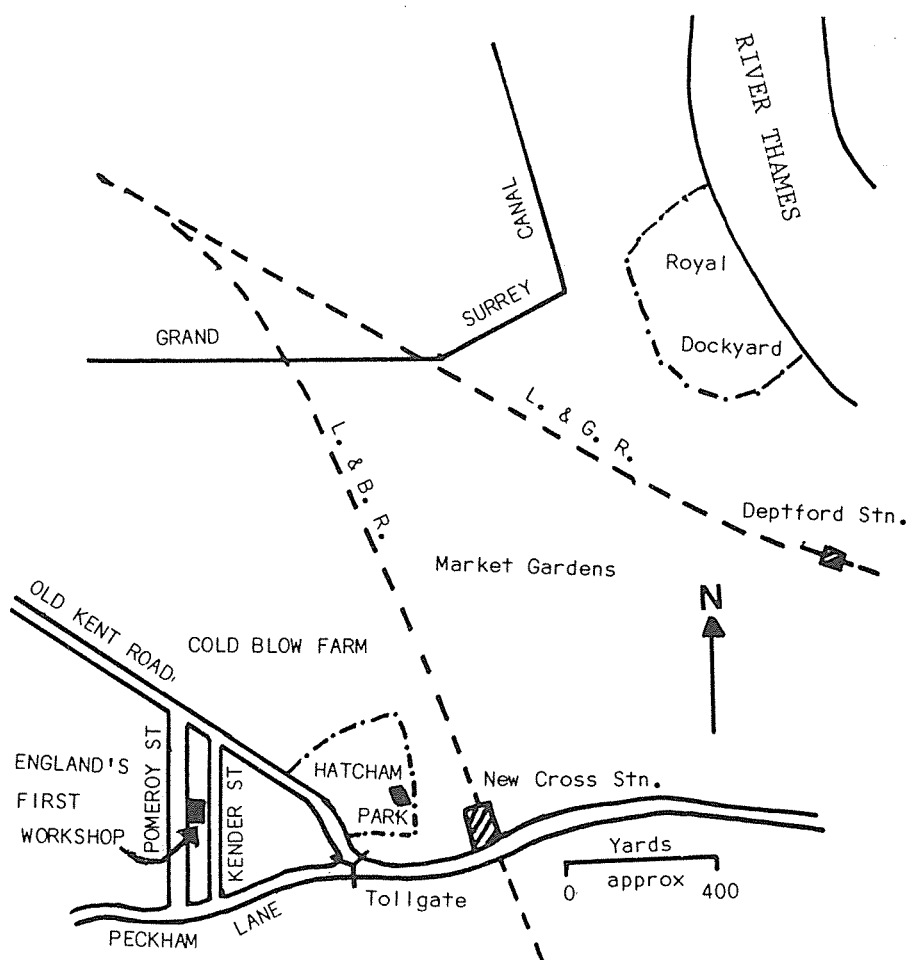 RIVER THAMES
CANAL
Royal
SURREY
GRAND
Dockyard
L. & G. R.
L. & B. R.
Deptford Stn.
Market Gardens
OLD KENT ROAD
N
COLD BLOW FARM
POMEROY ST
ENGLAND'S
FIRST
WORKSHOP
KENDER ST
HATCHAM
PARK
New Cross Stn.
Yards
0 approx 400
Tollgate
PECKHAM LANE